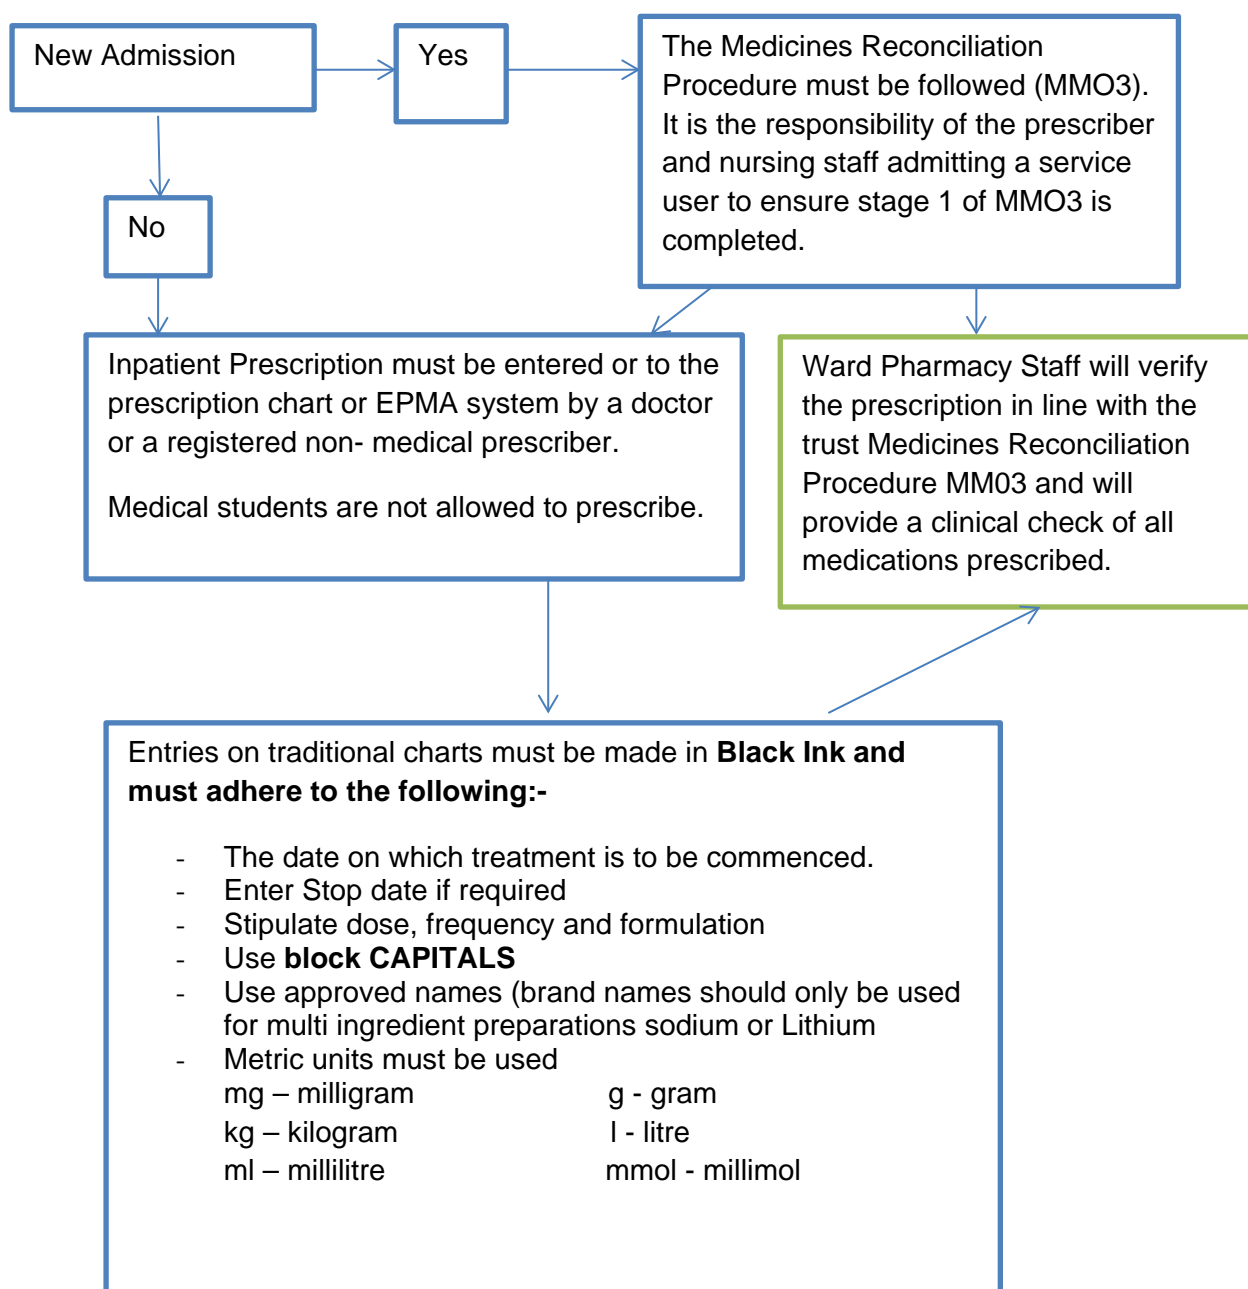 New Admission
Yes
The Medicines Reconciliation
Procedure must be followed (MMO3).
It is the responsibility of the prescriber
and nursing staff admitting a service
user to ensure stage 1 of MMO3 is
completed.
No
Inpatient Prescription must be entered or to the
prescription chart or EPMA system by a doctor
or a registered non- medical prescriber.
Medical students are not allowed to prescribe.
Ward Pharmacy Staff will verify
the prescription in line with the
trust Medicines Reconciliation
Procedure MM03 and will
provide a clinical check of all
medications prescribed.
Entries on traditional charts must be made in Black Ink and
must adhere to the following:-
- The date on which treatment is to be commenced.
- Enter Stop date if required
- Stipulate dose, frequency and formulation
- Use block CAPITALS
- Use approved names (brand names should only be used
for multi ingredient preparations sodium or Lithium
- Metric units must be used
mg – milligram g - gram
kg – kilogram l - litre
ml – millilitre mmol - millimol